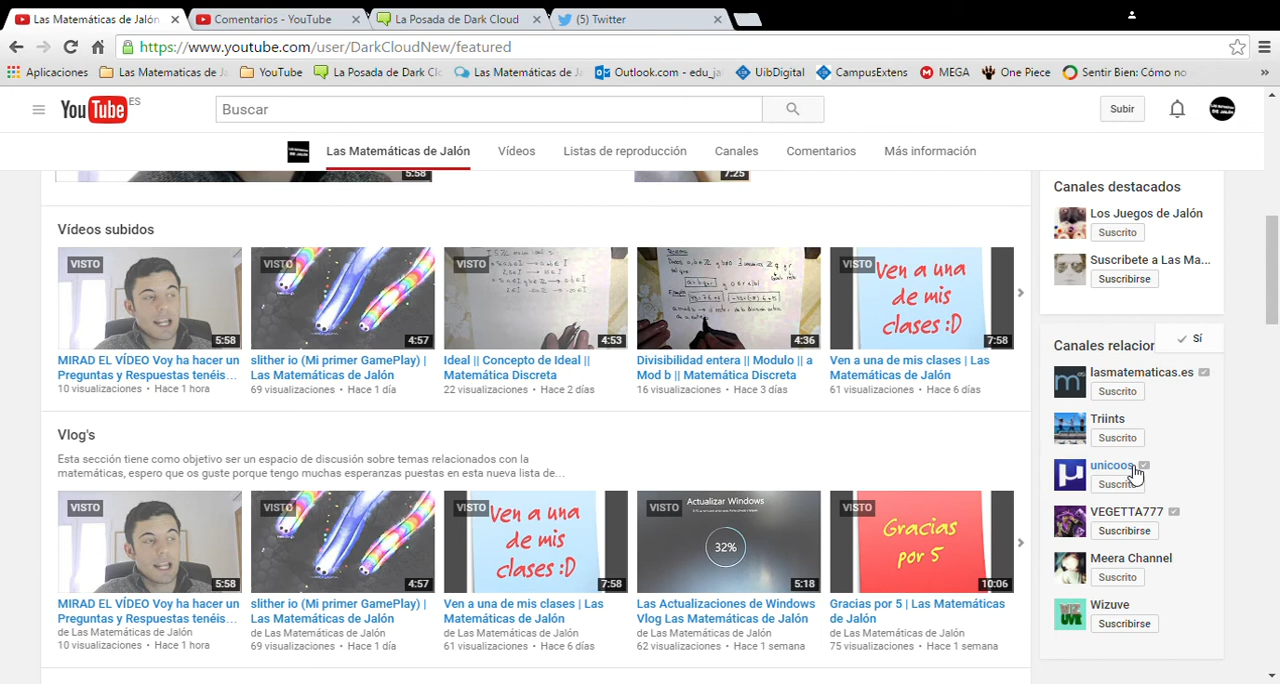 Las Matemáticas de Jalón
Comentarios - YouTube
La Posada de Dark Cloud
(5) Twitter
https://www.youtube.com/user/DarkCloudNew/featured
Aplicaciones
Las Matematicas de Ja
YouTube
La Posada de Dark Clo
Las Matemáticas de J
Outlook.com - edu_ja
UibDigital
CampusExtens
MEGA
One Piece
Sentir Bien: Cómo no
»
YouTube ES
Buscar
Subir
Las Matemáticas de Jalón
Vídeos
Listas de reproducción
Canales
Comentarios
Más información
5:58
7:25
Vídeos subidos
VISTO
5:58
VISTO
4:57
VISTO
4:53
4:36
VISTO
Ven a una
de mis
clases :D
7:58
MIRAD EL VÍDEO Voy ha hacer un
Preguntas y Respuestas tenéis...
10 visualizaciones • Hace 1 hora
slither io (Mi primer GamePlay) |
Las Matemáticas de Jalón
69 visualizaciones • Hace 1 día
Ideal || Concepto de Ideal ||
Matemática Discreta
22 visualizaciones • Hace 2 días
Divisibilidad entera || Modulo || a
Mod b || Matemática Discreta
16 visualizaciones • Hace 3 días
Ven a una de mis clases | Las
Matemáticas de Jalón
61 visualizaciones • Hace 6 días
Vlog's
Esta sección tiene como objetivo ser un espacio de discusión sobre temas relacionados con la
matemáticas, espero que os guste porque tengo muchas esperanzas puestas en esta nueva lista de...
VISTO
5:58
VISTO
4:57
VISTO
Ven a una
de mis
clases :D
7:58
VISTO
Actualizar Windows
32%
5:18
VISTO
Gracias
por 5
10:06
MIRAD EL VÍDEO Voy ha hacer un
Preguntas y Respuestas tenéis...
de Las Matemáticas de Jalón
10 visualizaciones • Hace 1 hora
slither io (Mi primer GamePlay) |
Las Matemáticas de Jalón
de Las Matemáticas de Jalón
69 visualizaciones • Hace 1 día
Ven a una de mis clases | Las
Matemáticas de Jalón
de Las Matemáticas de Jalón
61 visualizaciones • Hace 6 días
Las Actualizaciones de Windows
Vlog Las Matemáticas de Jalón
de Las Matemáticas de Jalón
62 visualizaciones • Hace 1 semana
Gracias por 5 | Las Matemáticas
de Jalón
de Las Matemáticas de Jalón
75 visualizaciones • Hace 1 semana
Canales destacados
Los Juegos de Jalón
Suscrito
Suscribete a Las Ma...
Suscribirse
Canales relacion
Sí
lasmatematicas.es
Suscrito
Triints
Suscrito
unicoos
Suscrito
VEGETTA777
Suscribirse
Meera Channel
Suscrito
Wizuve
Suscribirse